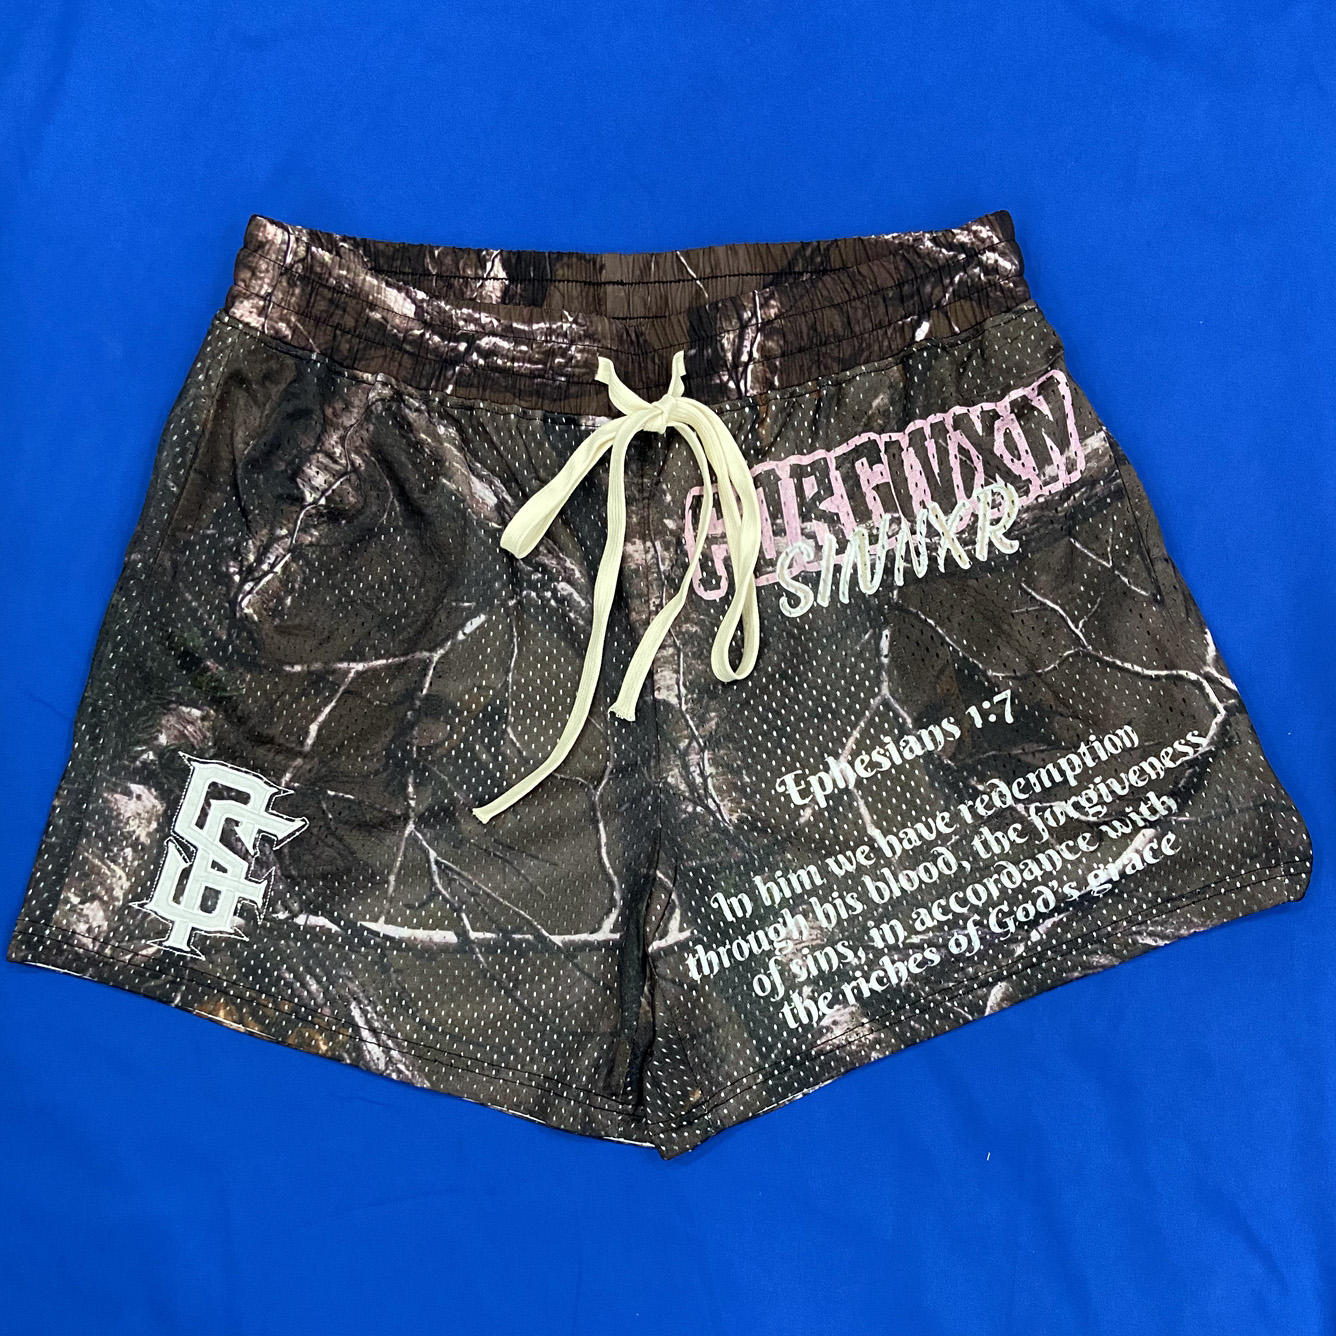 SINNXR
Ephesians 1:7
In him we have redemption
through his blood, the forgiveness
of sins, in accordance with
the riches of God's grace